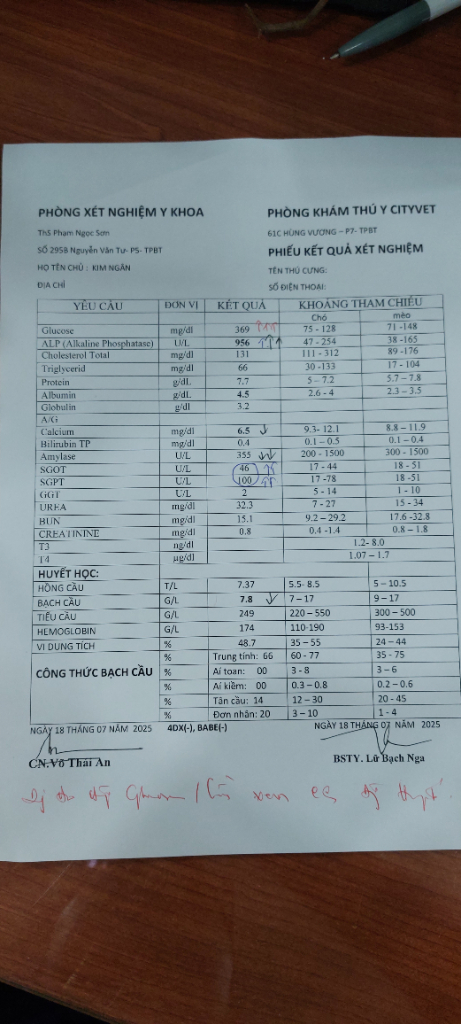 PHÒNG XÉT NGHIỆM Y KHOA
PHÒNG KHÁM THÚ Y CITYVET
ThS Phạm Ngọc Sơn
61C HÙNG VƯƠNG – P7- TPBT
SỐ 295B Nguyễn Văn Tư- P5- TPBT
PHIẾU KẾT QUẢ XÉT NGHIỆM
HỌ TÊN CHỦ : KIM NGÂN
TÊN THÚ CƯNG:
ĐỊA CHỈ
SỐ ĐIỆN THOẠI:
YÊU CẦU ĐƠN VỊ KẾT QUẢ KHOẢNG THAM CHIẾU
Chó mèo
Glucose mg/dl 369 ↑↑↑ 75 - 128 71 -148
ALP (Alkaline Phosphatase) U/L 956 ↑↑↑ 47 - 254 38 -165
Cholesterol Total mg/dl 131 111 - 312 89 -176
Triglycerid mg/dl 66 30 -133 17 - 104
Protein g/dL 7.7 5 – 7.2 5.7 – 7.8
Albumin g/dL 4.5 2.6 - 4 2.3 – 3.5
Globulin g/dl 3.2
A/G
Calcium mg/dl 6.5 ↓ 9.3- 12.1 8.8 – 11.9
Bilirubin TP mg/dl 0.4 0.1 – 0.5 0.1 – 0.4
Amylase U/L 355 ↓↓ 200 - 1500 300 - 1500
SGOT U/L 46 ↑↑ 17 - 44 18 - 51
SGPT U/L 100 ↑↑ 17 -78 18 -51
GGT U/L 2 5 - 14 1 - 10
UREA mg/dl 32.3 7 - 27 15 - 34
BUN mg/dl 15.1 9.2 – 29.2 17.6 -32.8
CREATININE mg/dl 0.8 0.4 -1.4 0.8 – 1.8
T3 ng/dl 1.2- 8.0
T4 µg/dl 1.07 – 1.7
HUYẾT HỌC:
HỒNG CẦU T/L 7.37 5.5- 8.5 5 – 10.5
BẠCH CẦU G/L 7.8 ↓ 7 – 17 9 – 17
TIỂU CẦU G/L 249 220 – 550 300 – 500
HEMOGLOBIN G/L 174 110-190 93-153
VI DUNG TÍCH % 48.7 35 – 55 24 – 44
CÔNG THỨC BẠCH CẦU % Trung tính: 66 60 - 77 35 - 75
% Aí toan: 00 3 - 8 3 – 6
% Aí kiềm: 00 0.3 – 0.8 0.2 – 0.6
% Tân cầu: 14 12 – 30 20 - 45
% Đơn nhân: 20 3 – 10 1 - 4
NGÀY 18 THÁNG 07 NĂM 2025 4DX(-), BABE(-) NGÀY 18 THÁNG 07 NĂM 2025
CN.Võ Thái An
BSTY. Lữ Bạch Nga